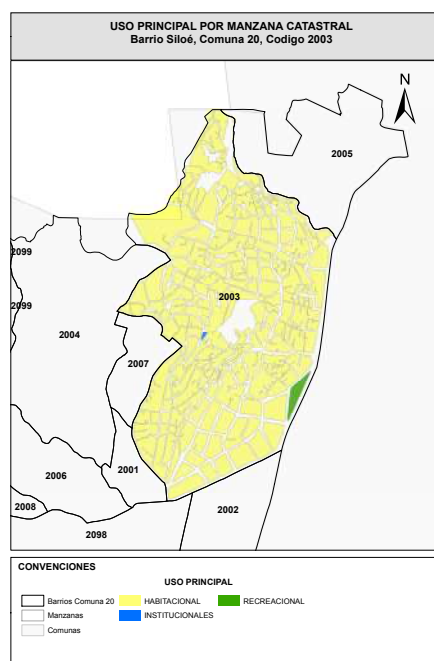 USO PRINCIPAL POR MANZANA CATASTRAL
Barrio Siloé, Comuna 20, Codigo 2003
N
2005
2099
2003
2099
2004
2007
2006
2001
2008
2002
2098
CONVENCIONES
USO PRINCIPAL
Barrios Comuna 20
HABITACIONAL
RECREACIONAL
Manzanas
INSTITUCIONALES
Comunas